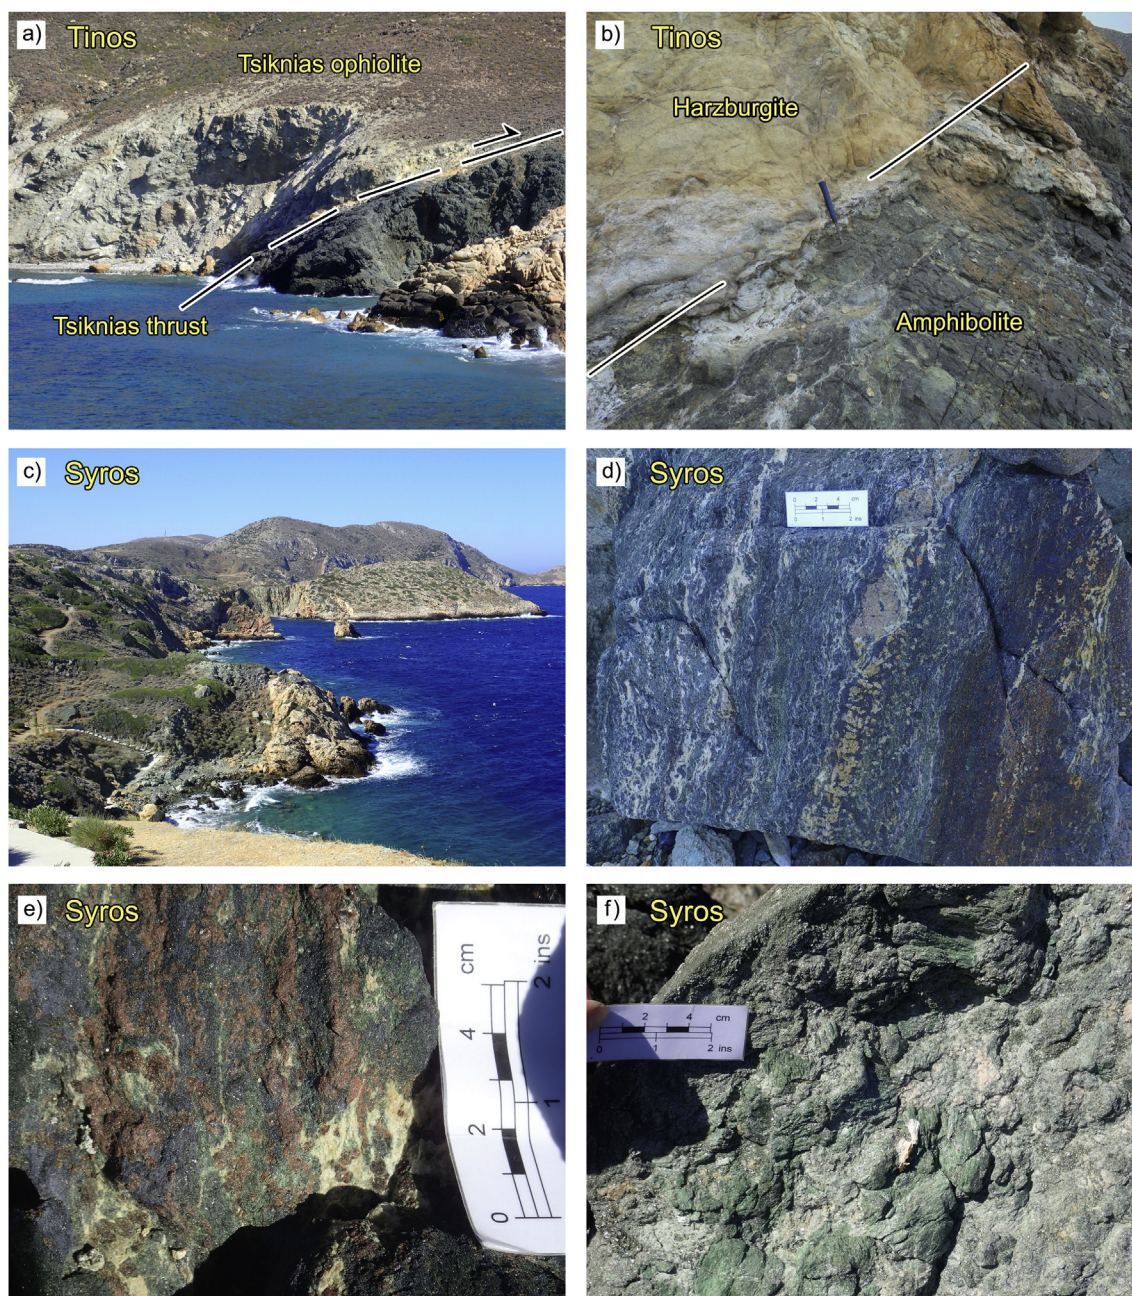 a) Tinos
Tsiknias ophiolite
Tsiknias thrust
b) Tinos
Harzburgite
Amphibolite
c) Syros
d) Syros
0 2 4 cm
0 1 2 ins
e) Syros
cm
2 ins
4
1
2
0
f) Syros
2 4 cm
0 1 2 ins